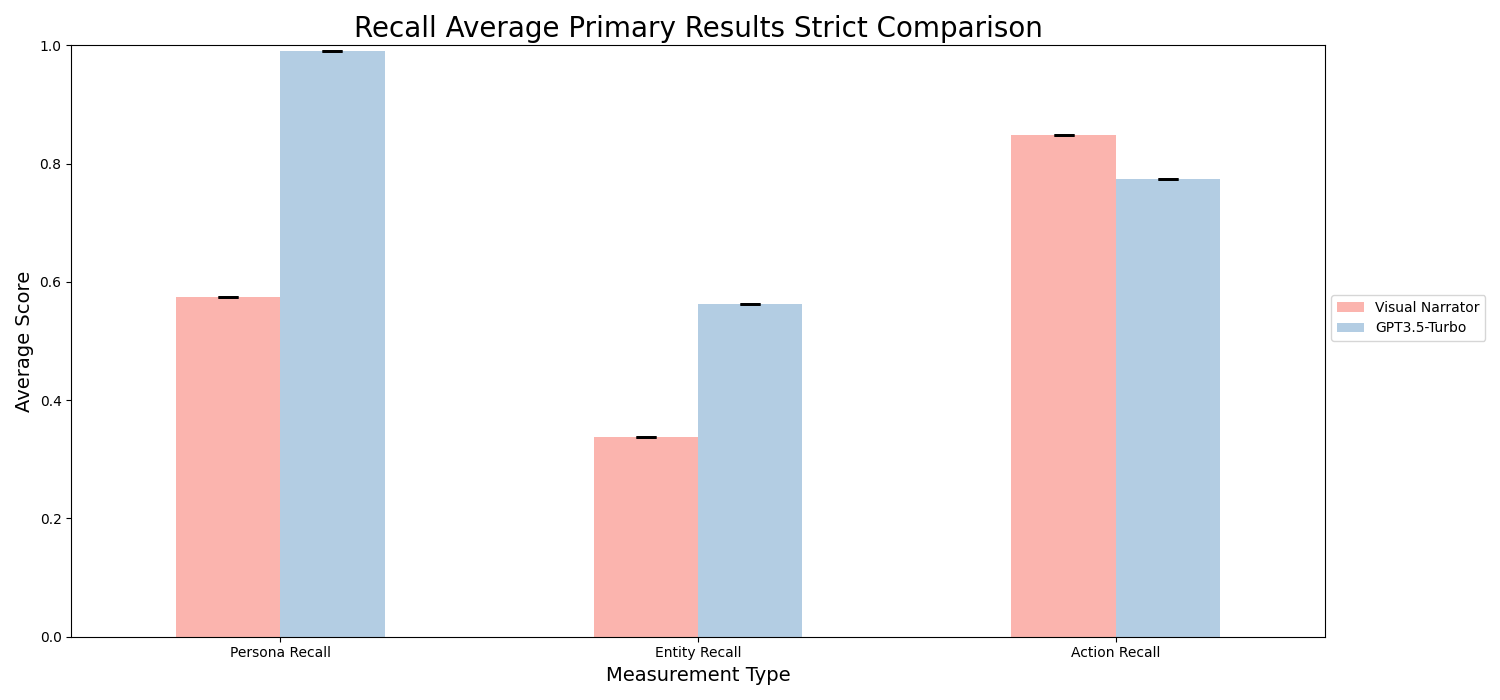 Recall Average Primary Results Strict Comparison
1.0
0.8
0.6
0.4
0.2
0.0
Average Score
Persona Recall
Entity Recall
Action Recall
Measurement Type
Visual Narrator
GPT3.5-Turbo